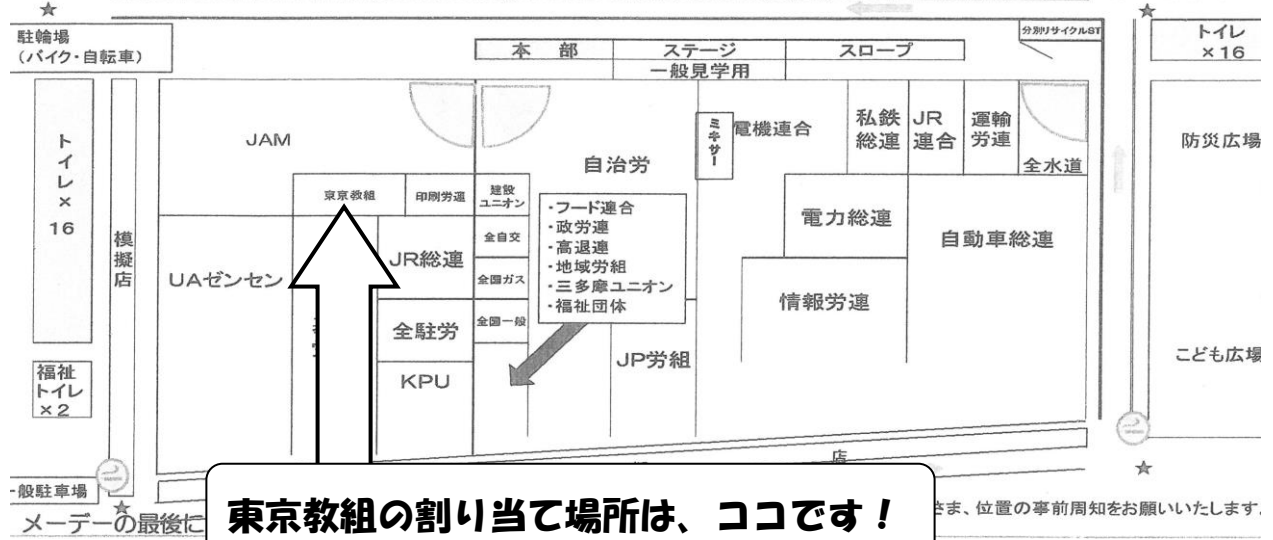 駐輪場
(バイク・自転車)
分別リサイクルST
トイレ
×16
本 部
ステージ
スロープ
一般見学用
トイレ×
16
模擬店
JAM
自治労
ミキサー
電機連合
私鉄
総連
JR
連合
運輸
労連
全水道
防災広場
東京教組
印刷労連
建設
ユニオン
・フード連合
・政労連
・高退連
・地域労組
・三多摩ユニオン
・福祉団体
電力総連
自動車総連
UAゼンセン
JR総連
全自交
全国ガス
情報労連
全駐労
全国一般
KPU
JP労組
こども広場
福祉
トイレ
×2
店
一般駐車場
メーデーの最後に
東京教組の割り当て場所は、ココです！
さま、位置の事前周知をお願いいたします。